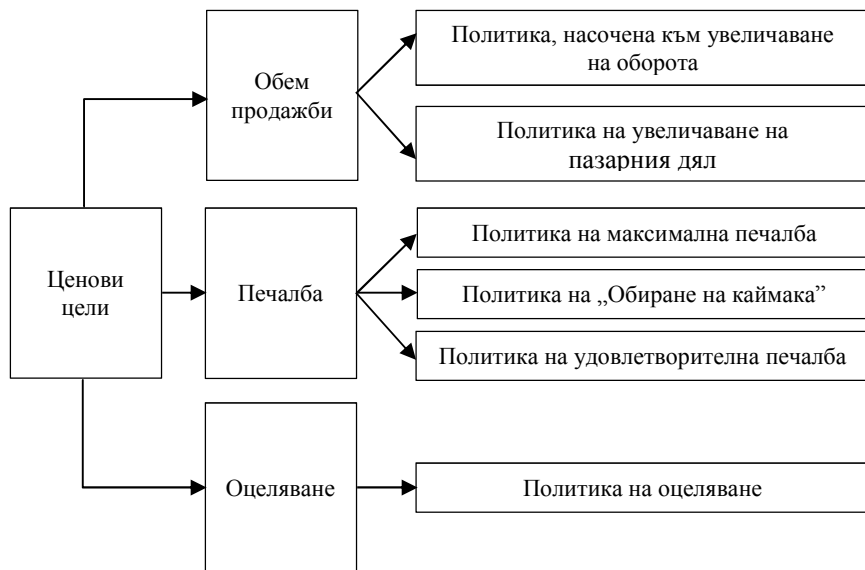 Политика, насочена към увеличаване
на оборота
Обем
продажби
Политика на увеличаване на
пазарния дял
Ценови
цели
Печалба
Политика на максимална печалба
Политика на „Обиране на каймака”
Политика на удовлетворителна печалба
Оцеляване
Политика на оцеляване